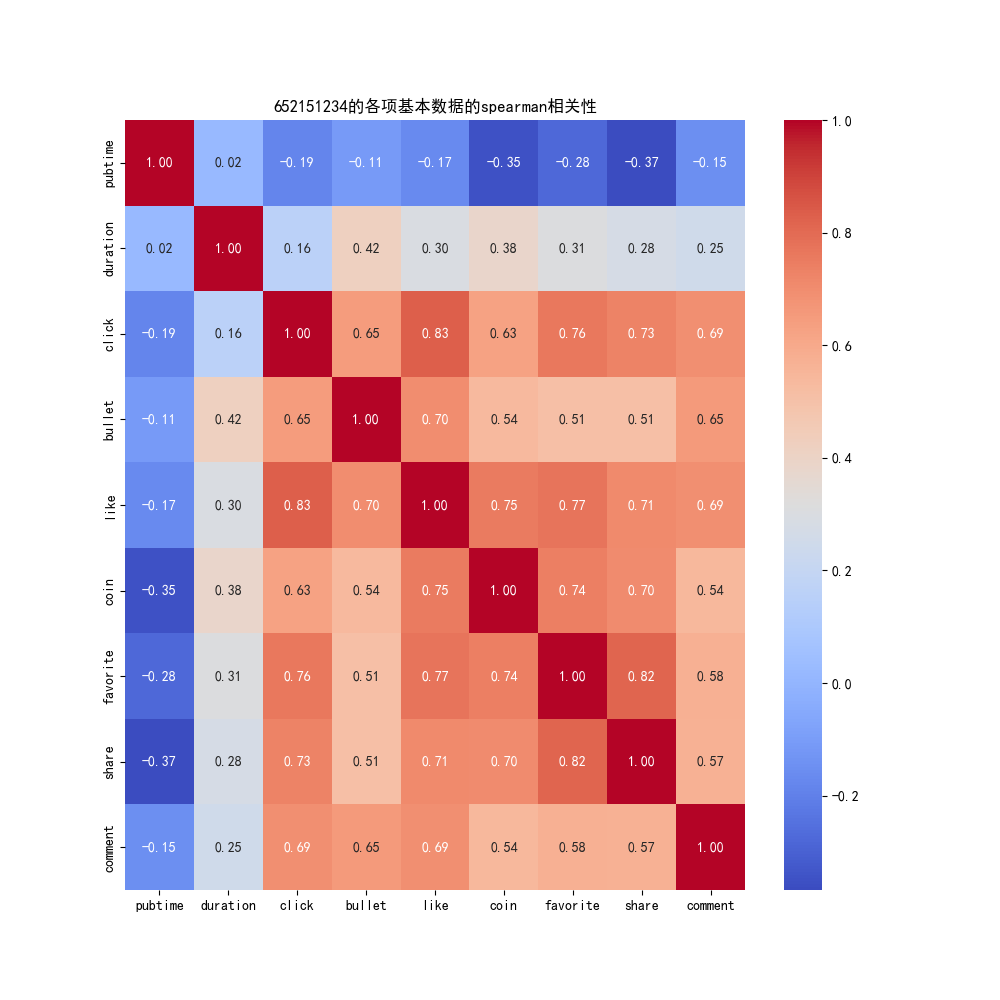 652151234的各项基本数据的spearman相关性
pubtime 1.00 0.02 -0.19 -0.11 -0.17 -0.35 -0.28 -0.37 -0.15
duration 0.02 1.00 0.16 0.42 0.30 0.38 0.31 0.28 0.25
click -0.19 0.16 1.00 0.65 0.83 0.63 0.76 0.73 0.69
bullet -0.11 0.42 0.65 1.00 0.70 0.54 0.51 0.51 0.65
like -0.17 0.30 0.83 0.70 1.00 0.75 0.77 0.71 0.69
coin -0.35 0.38 0.63 0.54 0.75 1.00 0.74 0.70 0.54
favorite -0.28 0.31 0.76 0.51 0.77 0.74 1.00 0.82 0.58
share -0.37 0.28 0.73 0.51 0.71 0.70 0.82 1.00 0.57
comment -0.15 0.25 0.69 0.65 0.69 0.54 0.58 0.57 1.00
pubtime duration click bullet like coin favorite share comment
1.0
0.8
0.6
0.4
0.2
0.0
-0.2